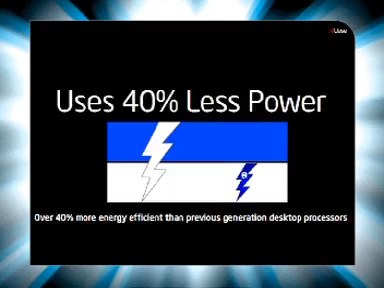 Uses 40% Less Power
Over 40% more energy efficient than previous generation desktop processors